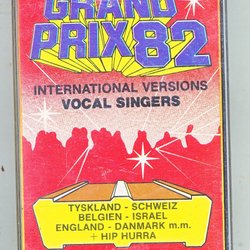 GRAND
PRIX 82
INTERNATIONAL VERSIONS
VOCAL SINGERS
TYSKLAND - SCHWEIZ
BELGIEN - ISRAEL
ENGLAND - DANMARK m.m.
+ HIP HURRA